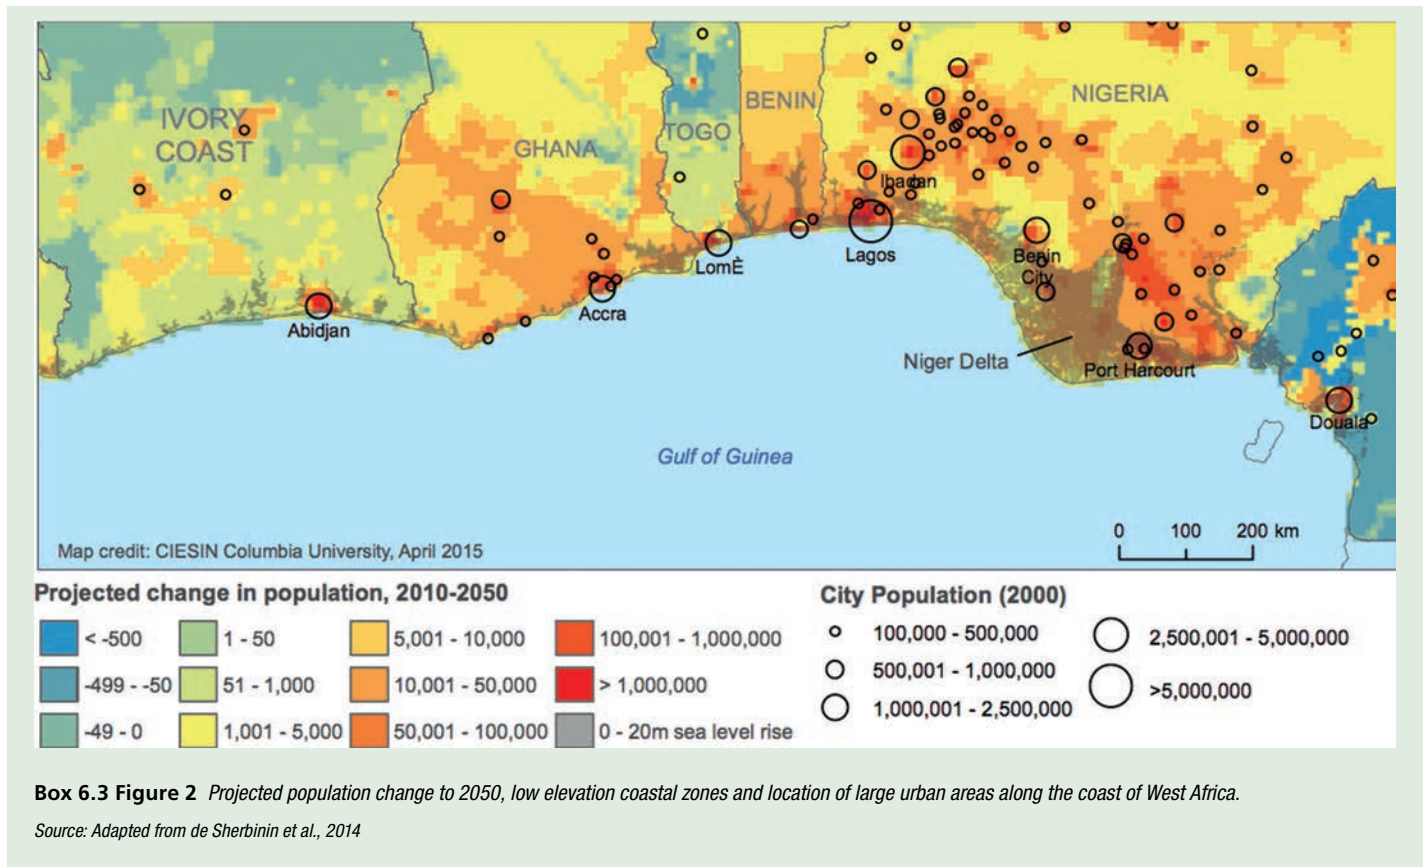 IVORY
COAST
GHANA
TOGO
BENIN
NIGERIA
Ibadan
Lagos
LomÈ
Accra
Abidjan
Benin
City
Niger Delta
Port Harcourt
Douala
Gulf of Guinea
0 100 200 km
Map credit: CIESIN Columbia University, April 2015
Projected change in population, 2010-2050
< -500
-499 - -50
-49 - 0
1 - 50
51 - 1,000
1,001 - 5,000
5,001 - 10,000
10,001 - 50,000
50,001 - 100,000
100,001 - 1,000,000
> 1,000,000
0 - 20m sea level rise
City Population (2000)
100,000 - 500,000
500,001 - 1,000,000
1,000,001 - 2,500,000
2,500,001 - 5,000,000
>5,000,000
Box 6.3 Figure 2 Projected population change to 2050, low elevation coastal zones and location of large urban areas along the coast of West Africa.
Source: Adapted from de Sherbinin et al., 2014